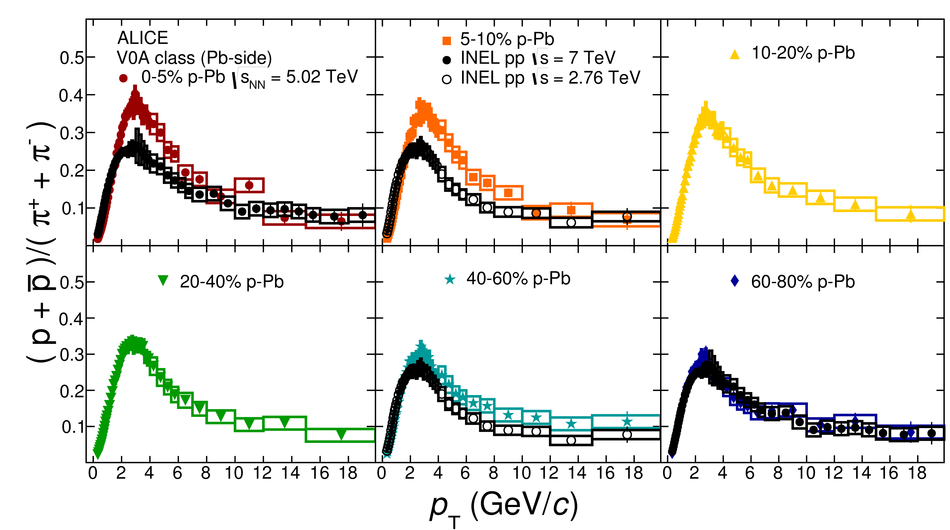 ALICE
V0A class (Pb-side)
0-5% p-Pb √s_NN = 5.02 TeV
5-10% p-Pb
INEL pp √s = 7 TeV
INEL pp √s = 2.76 TeV
10-20% p-Pb
0.5
0.4
0.3
0.2
0.1
20-40% p-Pb
40-60% p-Pb
60-80% p-Pb
0.5
0.4
0.3
0.2
0.1
(p + p̄)/(π⁺ + π⁻)
0 2 4 6 8 10 12 14 16 18
0 2 4 6 8 10 12 14 16 18
0 2 4 6 8 10 12 14 16 18
p_T (GeV/c)